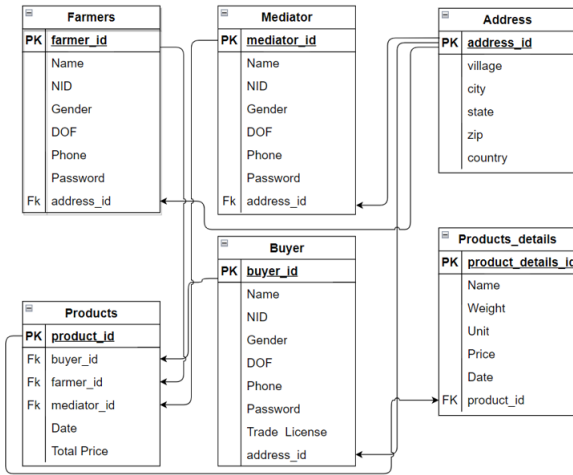 Farmers
PK farmer_id
Name
NID
Gender
DOF
Phone
Password
Fk address_id
Mediator
PK mediator_id
Name
NID
Gender
DOF
Phone
Password
Fk address_id
Address
PK address_id
village
city
state
zip
country
Products
PK product_id
Fk buyer_id
Fk farmer_id
Fk mediator_id
Date
Total Price
Buyer
PK buyer_id
Name
NID
Gender
DOF
Phone
Password
Trade License
address_id
Products_details
PK product_details_id
Name
Weight
Unit
Price
Date
FK product_id